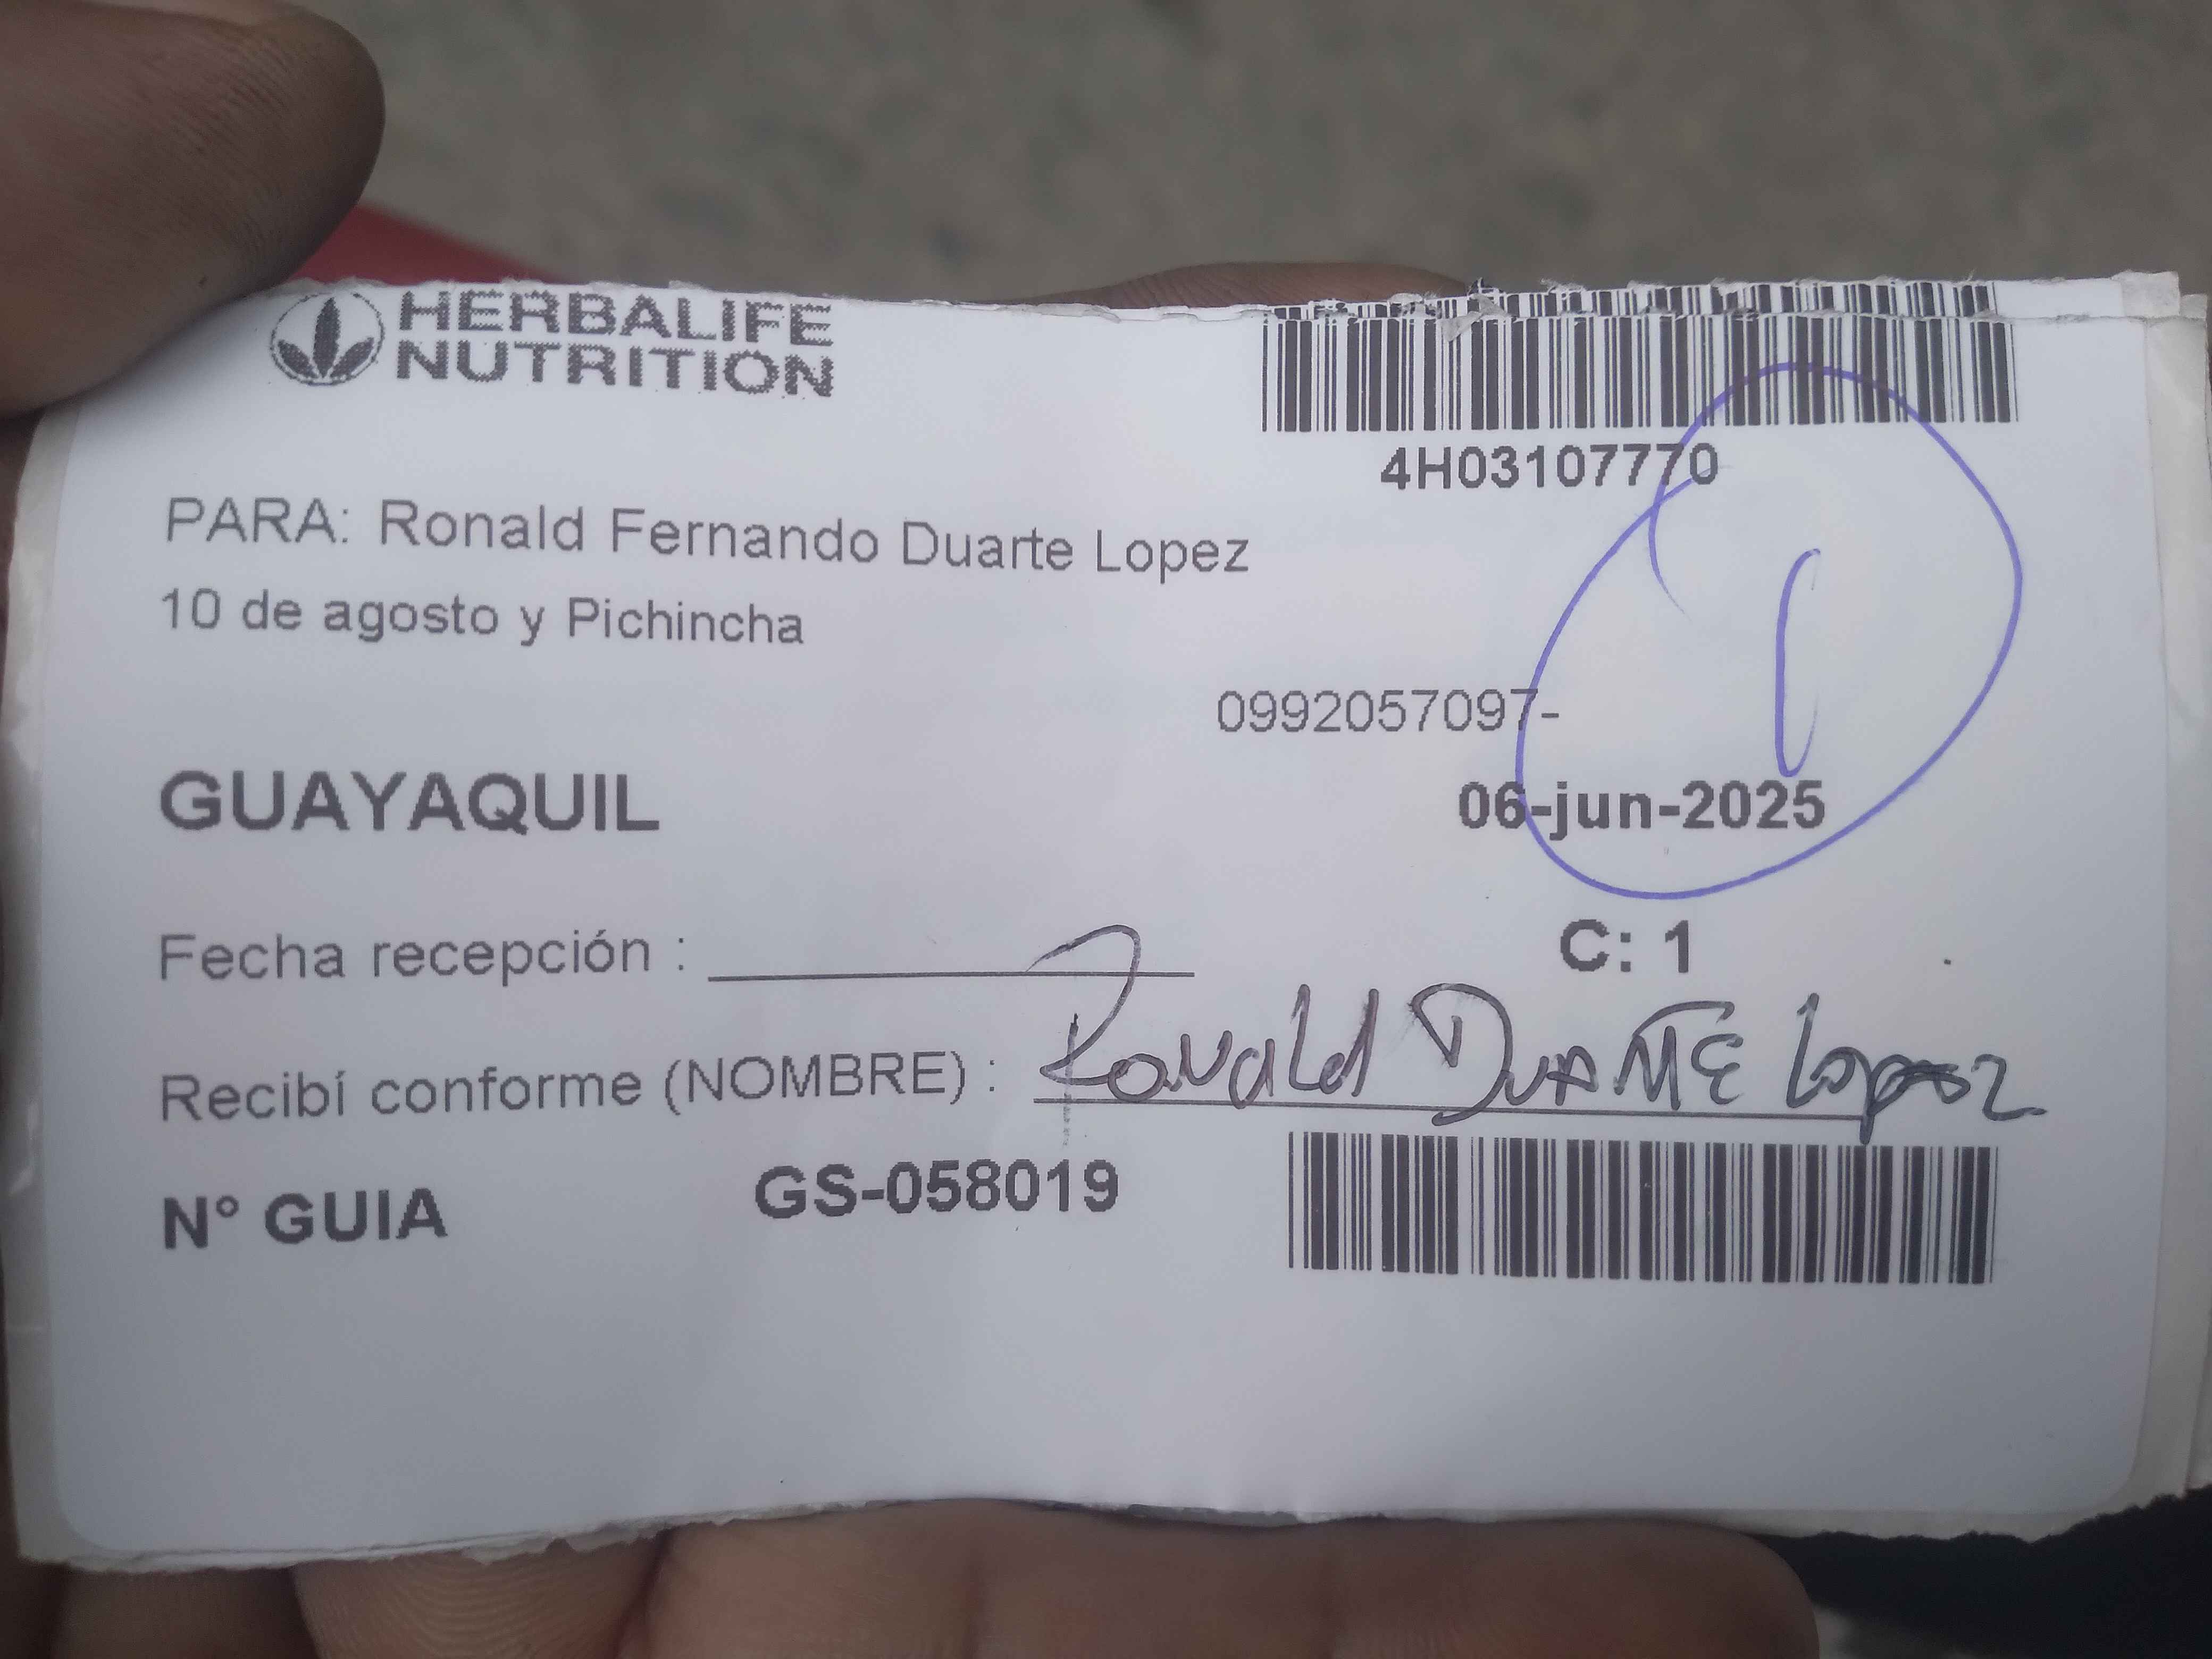 HERBALIFE
NUTRITION
4H03107770
PARA: Ronald Fernando Duarte Lopez
10 de agosto y Pichincha
0992057097-
GUAYAQUIL
06-jun-2025
Fecha recepción :
C: 1
Recibí conforme (NOMBRE) : Ronald DUARTE Lopez
N° GUIA GS-058019